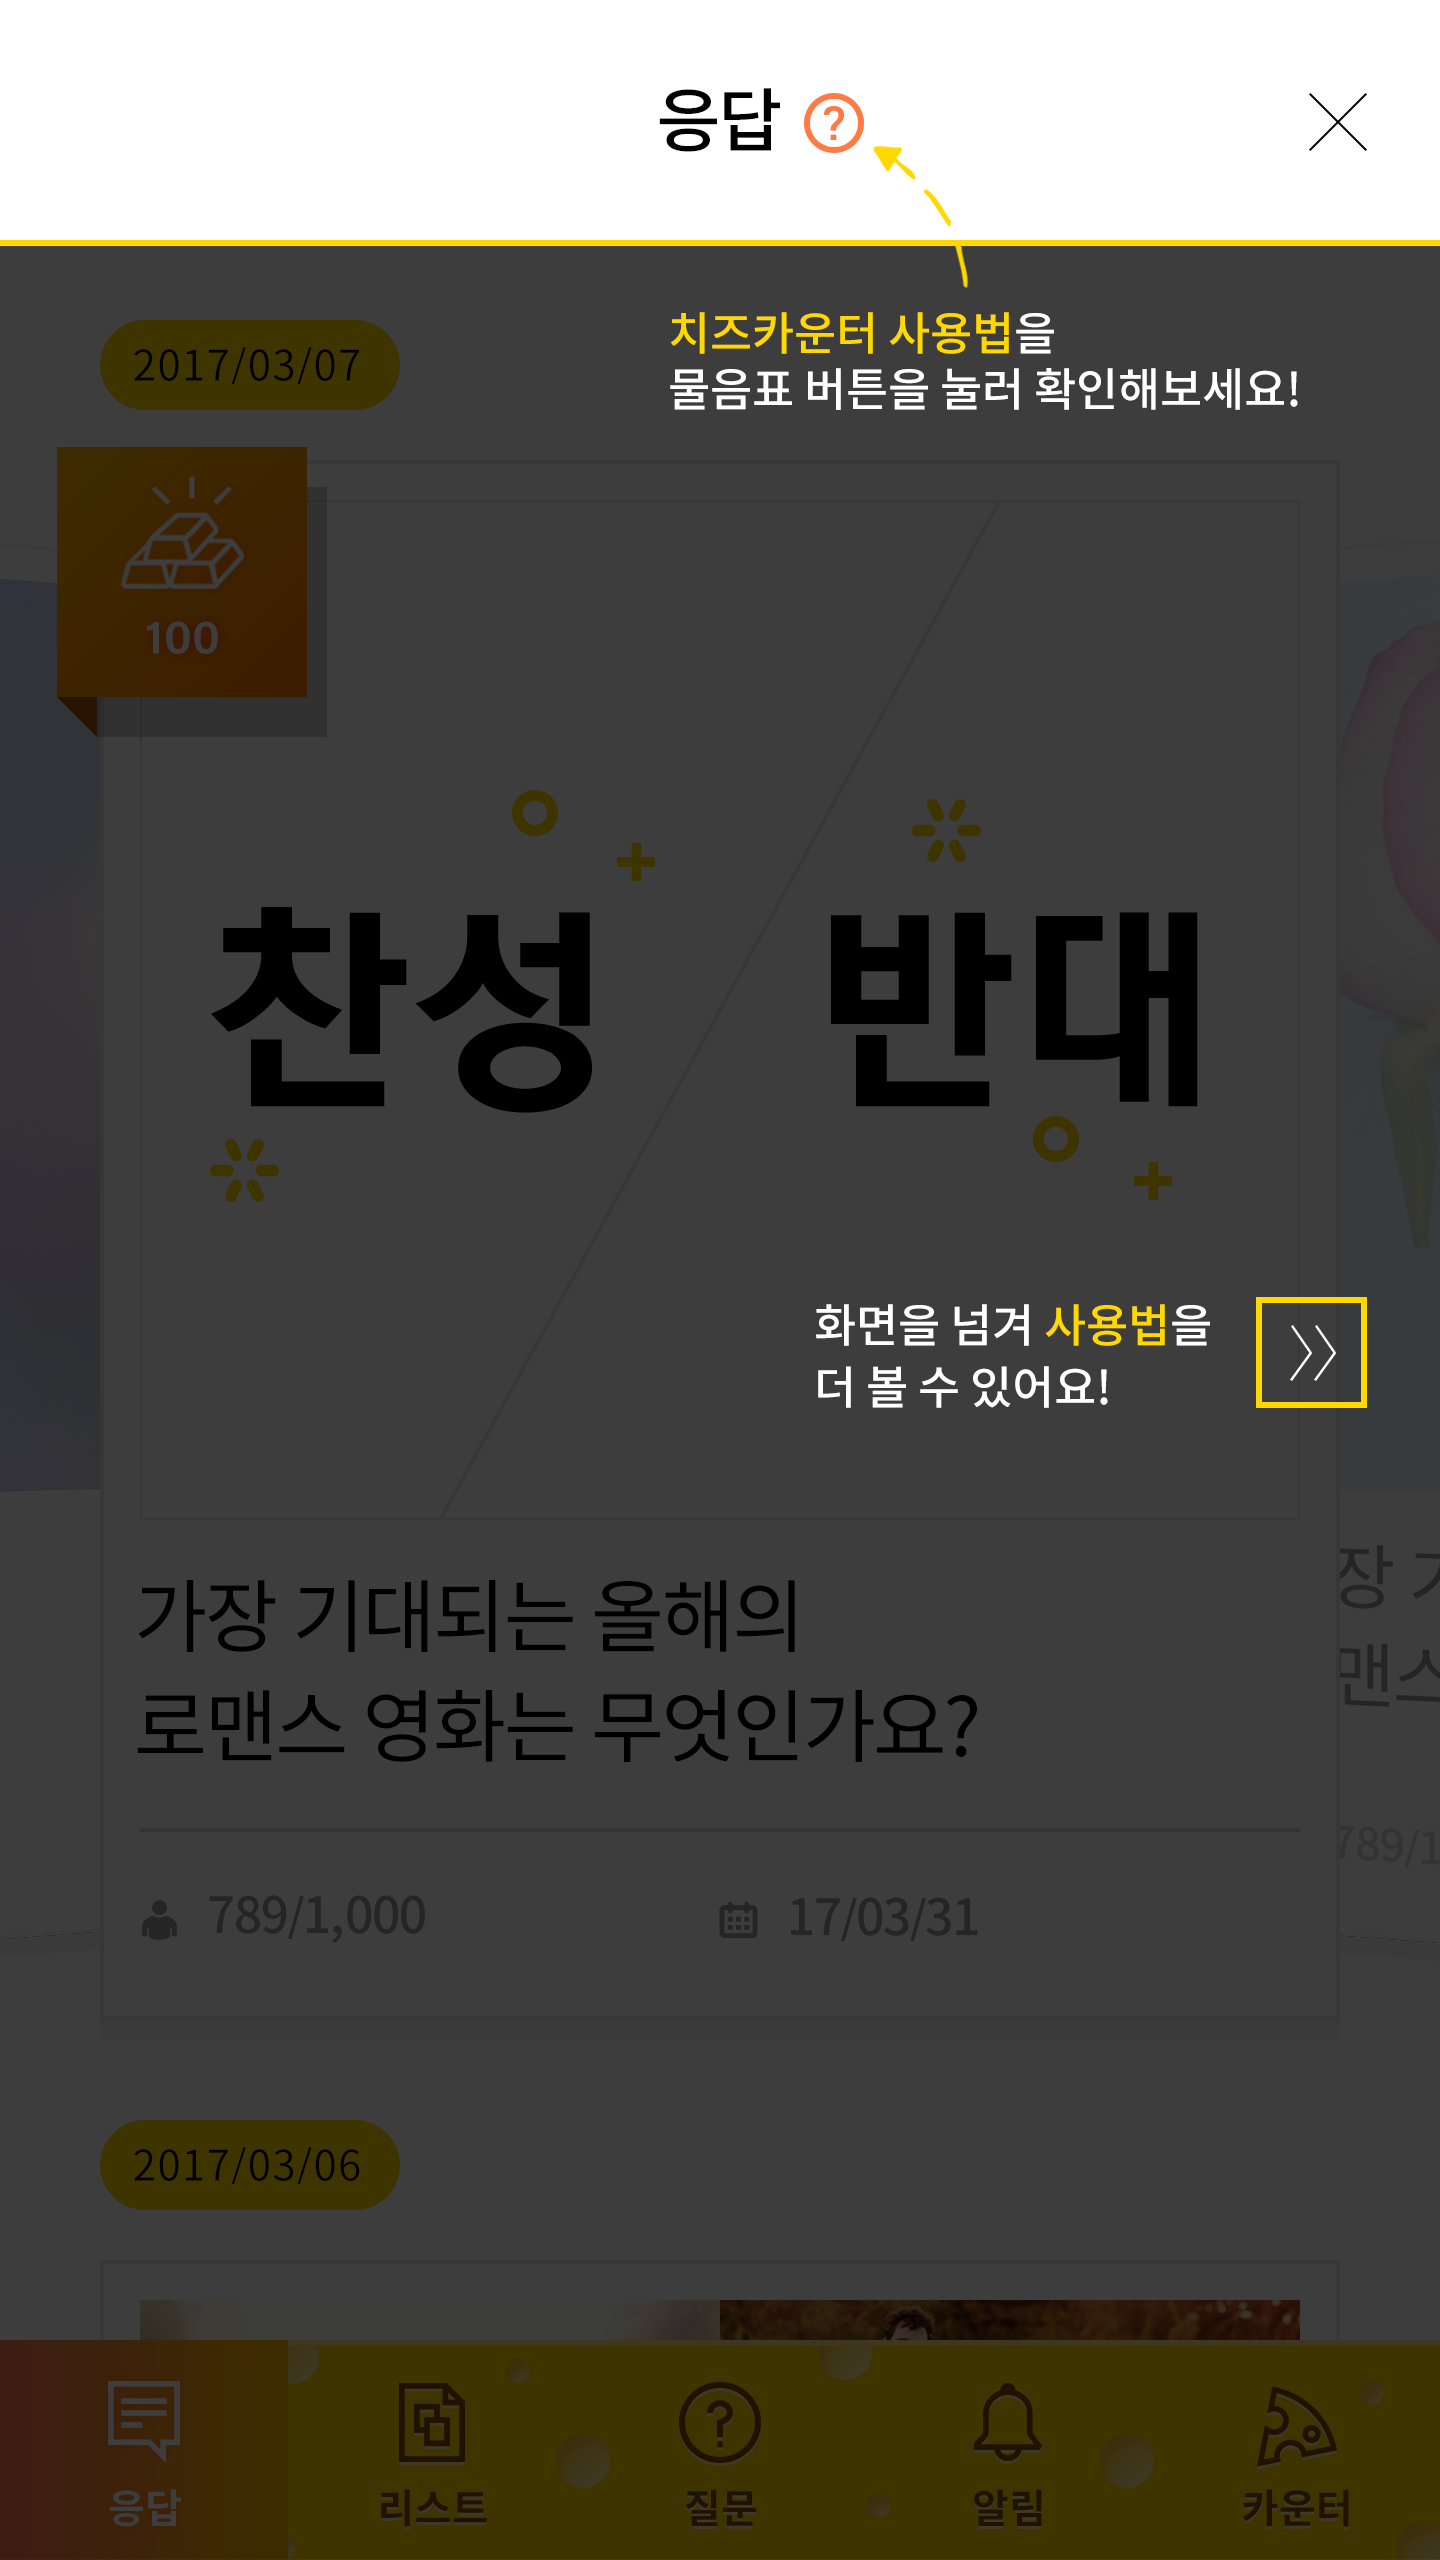 응답 ?
2017/03/07
치즈카운터 사용법을
물음표 버튼을 눌러 확인해보세요!
100
찬성 반대
화면을 넘겨 사용법을
더 볼 수 있어요!
가장 기대되는 올해의
로맨스 영화는 무엇인가요?
장
맨스
789/1,000
17/03/31
789/1
2017/03/06
응답
리스트
질문
알림
카운터